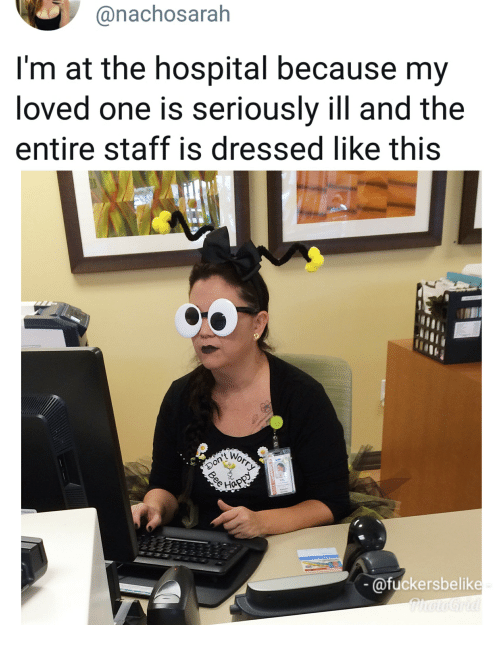 @nachosarah
I'm at the hospital because my
loved one is seriously ill and the
entire staff is dressed like this
Don't Worry
Bee Happy
- @fuckersbelike
PhotoGrid